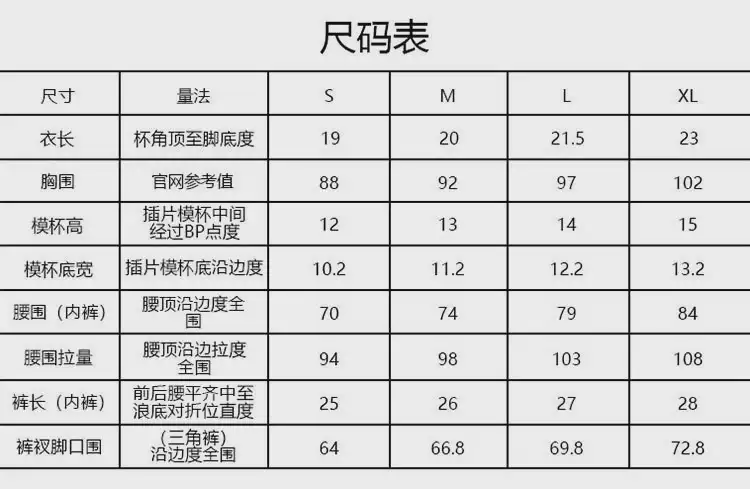 尺码表
尺寸 量法 S M L XL
衣长 杯角顶至脚底度 19 20 21.5 23
胸围 官网参考值 88 92 97 102
模杯高 插片模杯中间
经过BP点度 12 13 14 15
模杯底宽 插片模杯底沿边度 10.2 11.2 12.2 13.2
腰围（内裤） 腰顶沿边度全
围 70 74 79 84
腰围拉量 腰顶沿边拉度
全围 94 98 103 108
裤长（内裤） 前后腰平齐中至
浪底对折位直度 25 26 27 28
裤衩脚口围 （三角裤）
沿边度全围 64 66.8 69.8 72.8